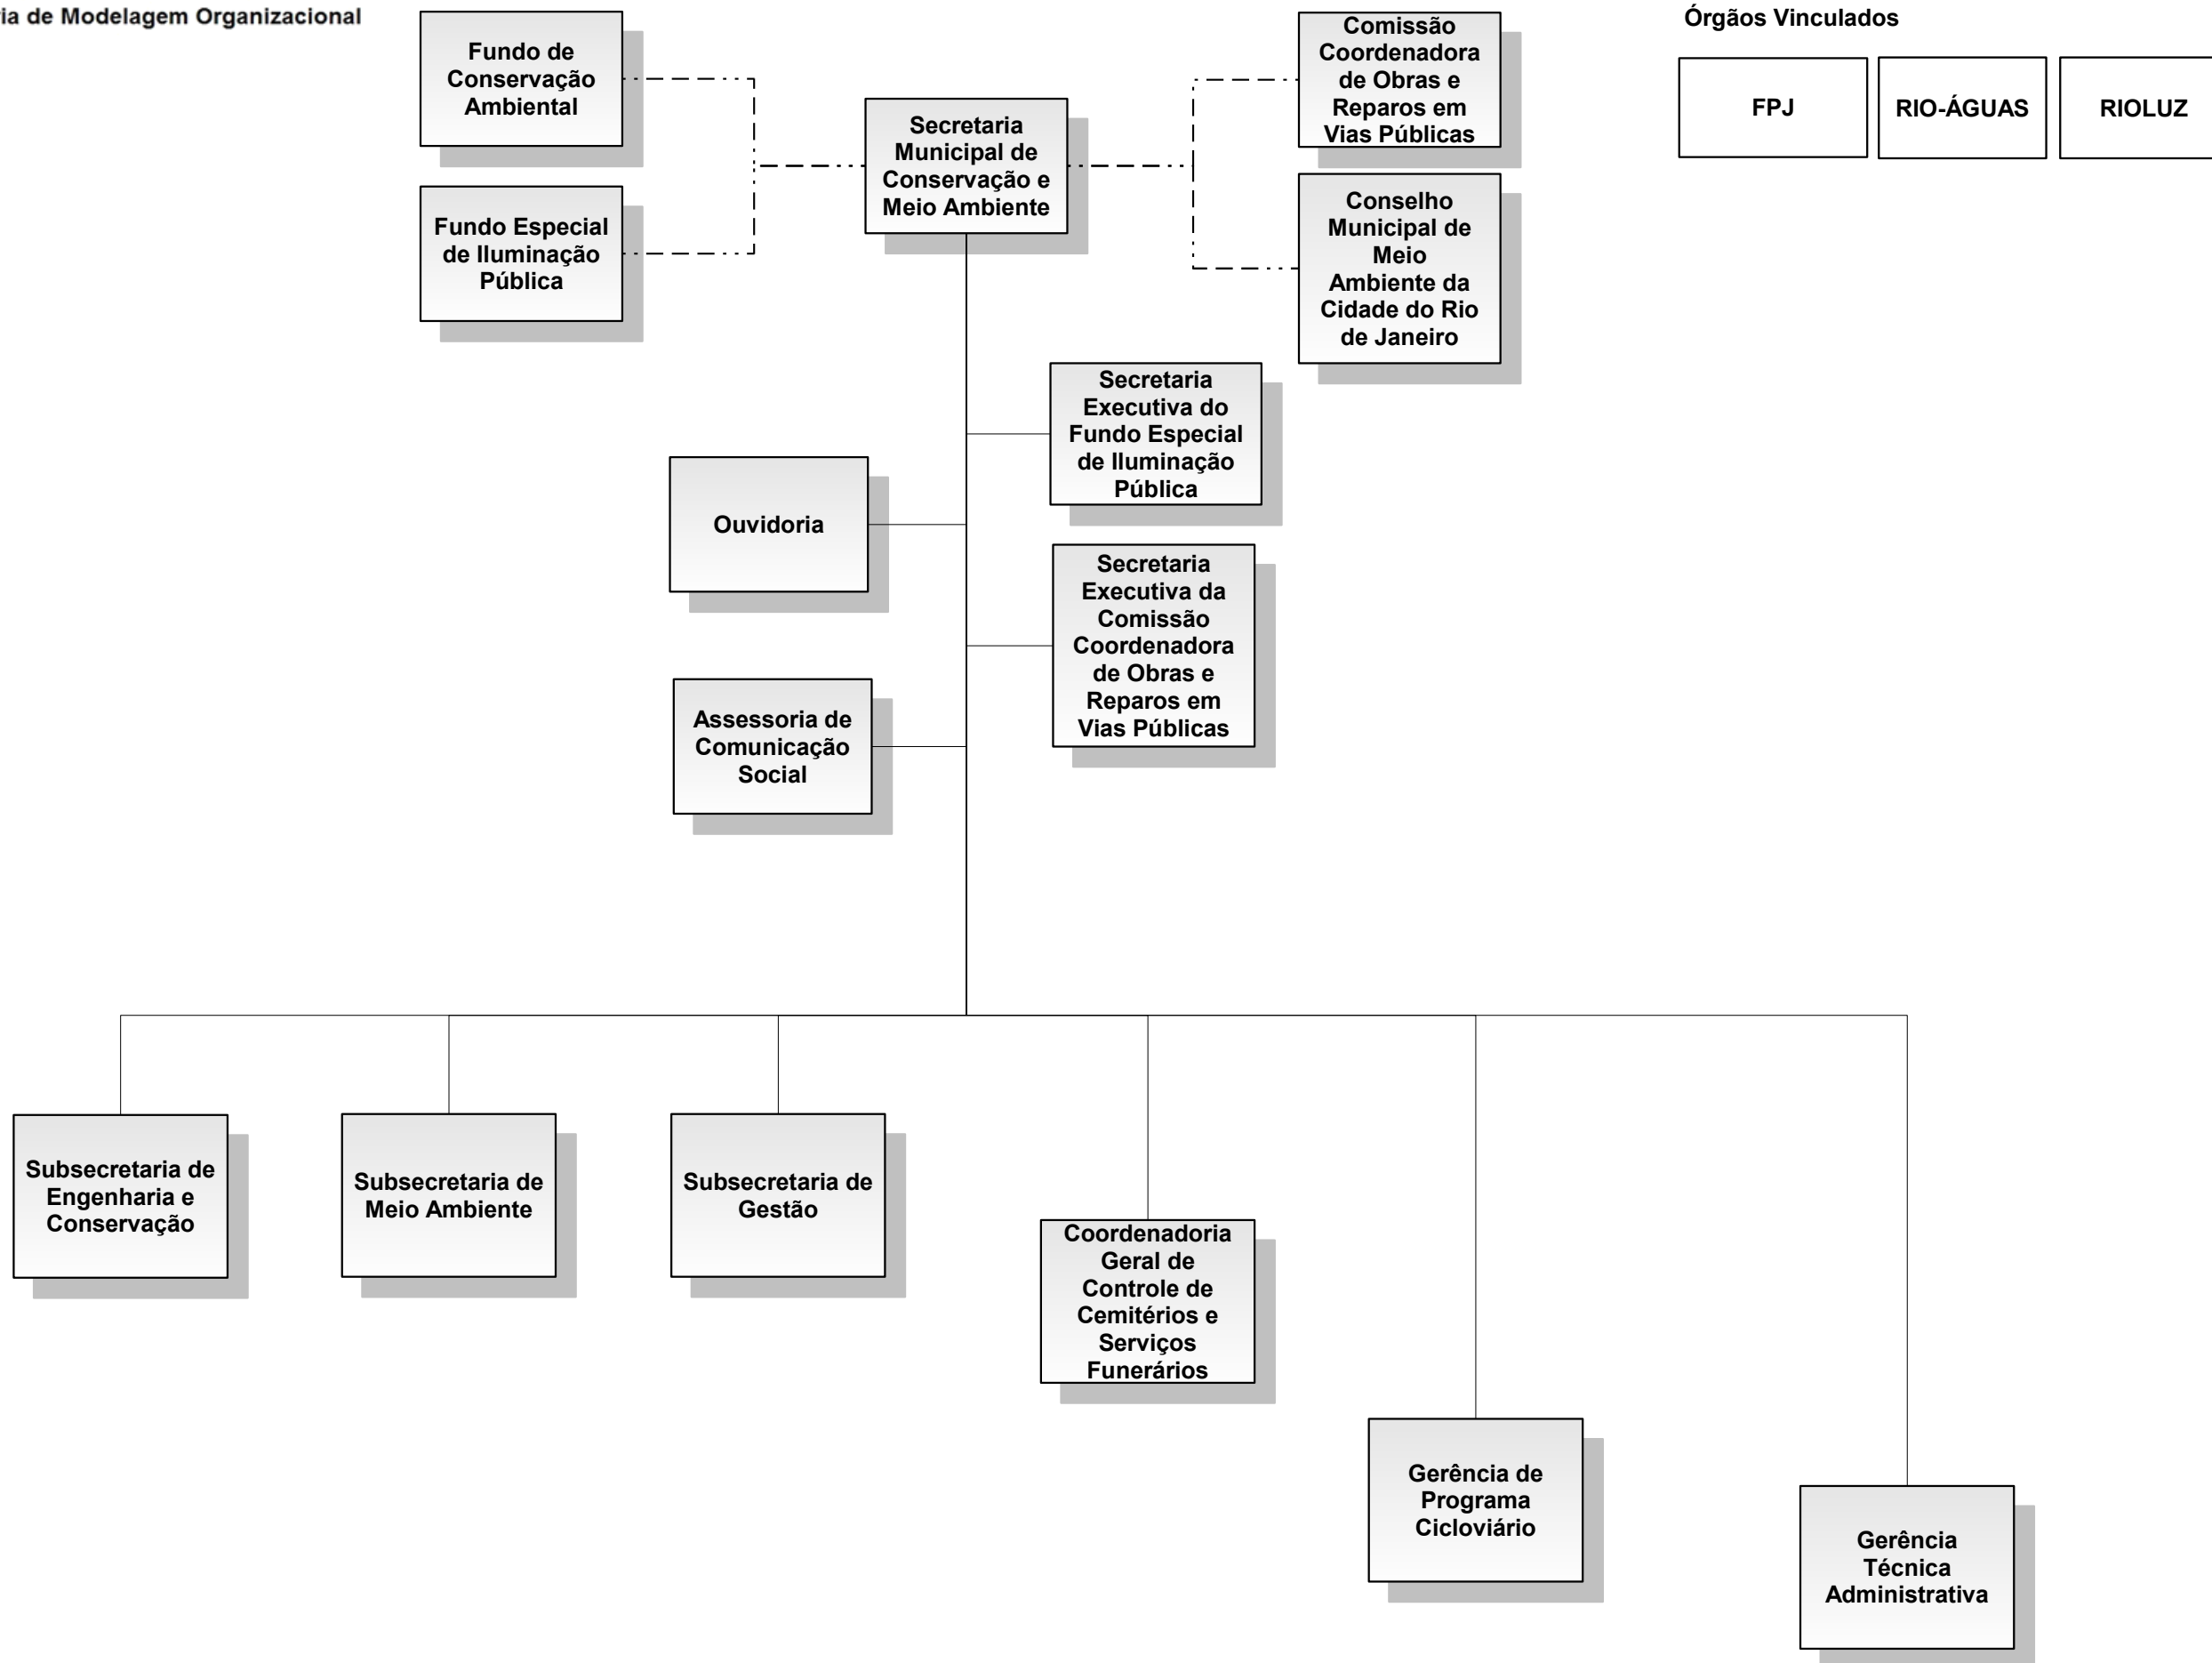 de Modelagem Organizacional
Fundo de
Conservação
Ambiental
Fundo Especial
de Iluminação
Pública
Secretaria
Municipal de
Conservação e
Meio Ambiente
Comissão
Coordenadora
de Obras e
Reparos em
Vias Públicas
Conselho
Municipal de
Meio
Ambiente da
Cidade do Rio
de Janeiro
Órgãos Vinculados
FPJ
RIO-ÁGUAS
RIOLUZ
Secretaria
Executiva do
Fundo Especial
de Iluminação
Pública
Ouvidoria
Secretaria
Executiva da
Comissão
Coordenadora
de Obras e
Reparos em
Vias Públicas
Assessoria de
Comunicação
Social
Subsecretaria de
Engenharia e
Conservação
Subsecretaria de
Meio Ambiente
Subsecretaria de
Gestão
Coordenadoria
Geral de
Controle de
Cemitérios e
Serviços
Funerários
Gerência de
Programa
Cicloviário
Gerência
Técnica
Administrativa